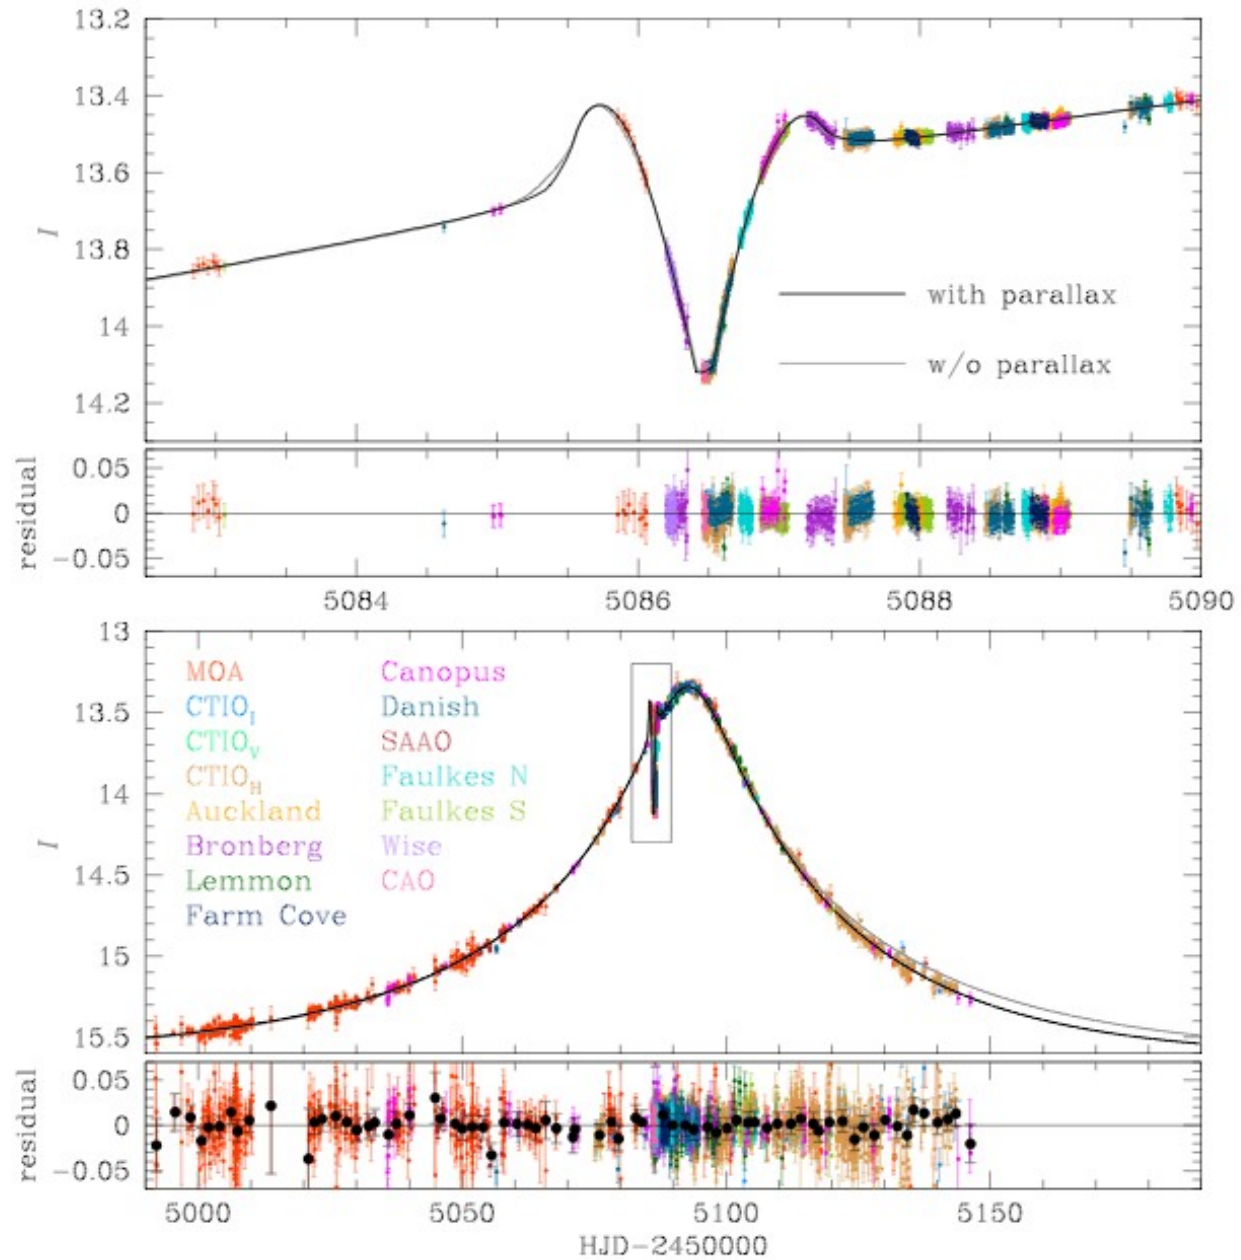 13.2
13.4
13.6
13.8
14
14.2
I
with parallax
w/o parallax
0.05
0
−0.05
residual
5084 5086 5088 5090
13
13.5
14
14.5
15
15.5
I
MOA Canopus
CTIO_I Danish
CTIO_V SAAO
CTIO_H Faulkes N
Auckland Faulkes S
Bronberg Wise
Lemmon CAO
Farm Cove
0.05
0
−0.05
residual
5000 5050 5100 5150
HJD−2450000